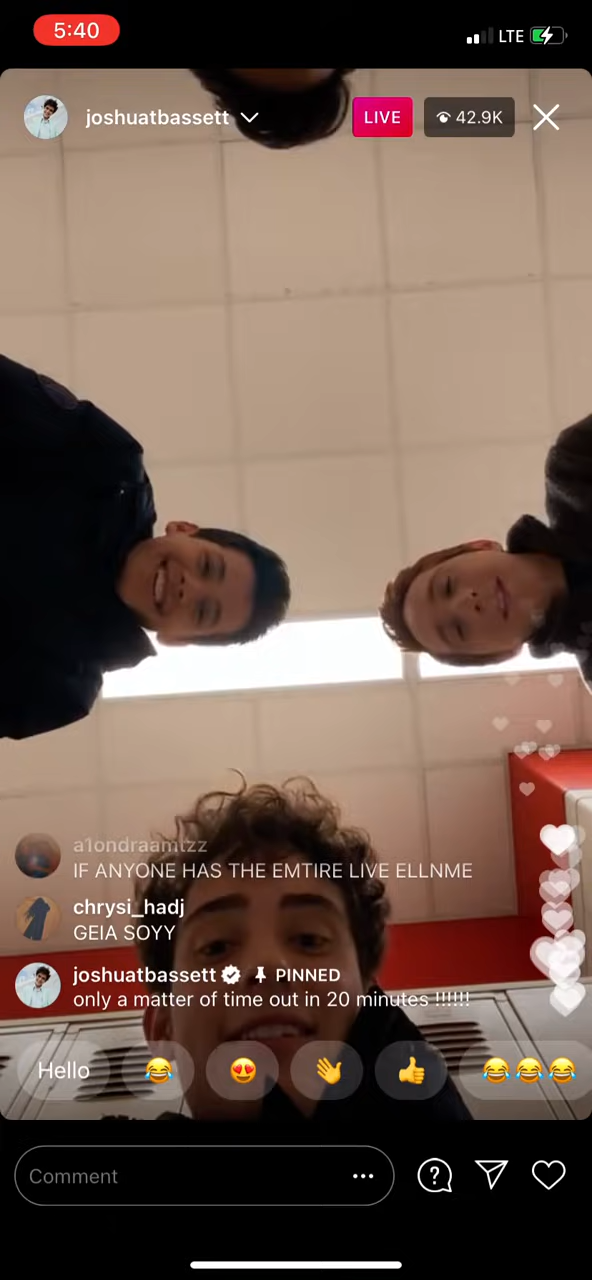 5:40
LTE
joshuatbassett
LIVE
42.9K
a1ondraamtzz
IF ANYONE HAS THE EMTIRE LIVE ELLNME
chrysi_hadj
GEIA SOYY
joshuatbassett PINNED
only a matter of time out in 20 minutes !!!!!!
Hello
Comment